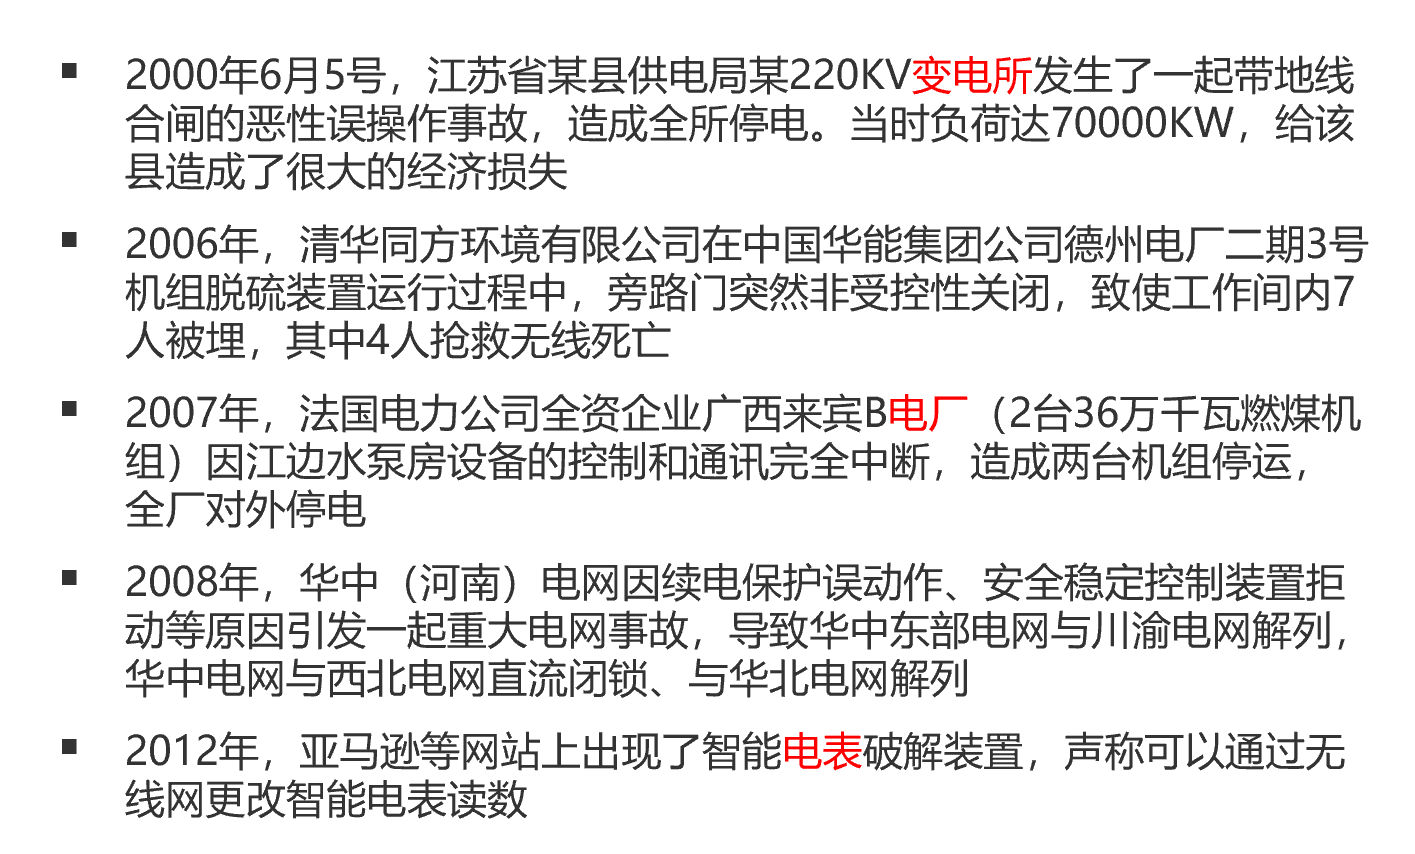 ▪ 2000年6月5号，江苏省某县供电局某220KV变电所发生了一起带地线
合闸的恶性误操作事故，造成全所停电。当时负荷达70000KW，给该
县造成了很大的经济损失
▪ 2006年，清华同方环境有限公司在中国华能集团公司德州电厂二期3号
机组脱硫装置运行过程中，旁路门突然非受控性关闭，致使工作间内7
人被埋，其中4人抢救无线死亡
▪ 2007年，法国电力公司全资企业广西来宾B电厂（2台36万千瓦燃煤机
组）因江边水泵房设备的控制和通讯完全中断，造成两台机组停运，
全厂对外停电
▪ 2008年，华中（河南）电网因续电保护误动作、安全稳定控制装置拒
动等原因引发一起重大电网事故，导致华中东部电网与川渝电网解列，
华中电网与西北电网直流闭锁、与华北电网解列
▪ 2012年，亚马逊等网站上出现了智能电表破解装置，声称可以通过无
线网更改智能电表读数